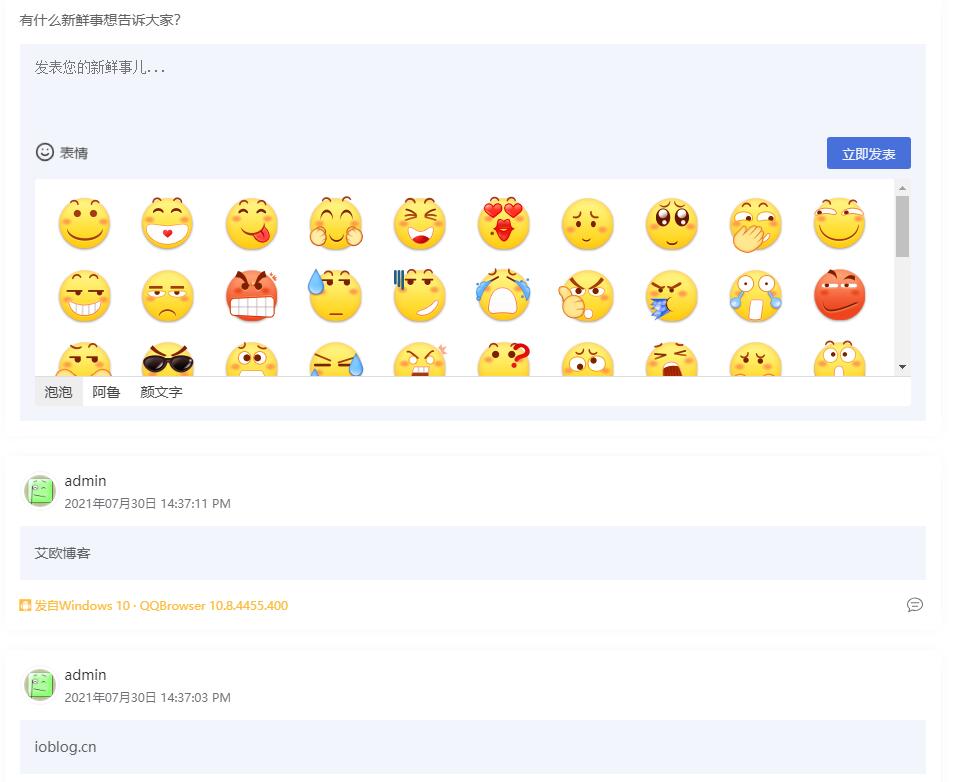 有什么新鲜事想告诉大家?
发表您的新鲜事儿...
表情
立即发表
泡泡 阿鲁 颜文字
admin
2021年07月30日 14:37:11 PM
艾欧博客
发自Windows 10 · QQBrowser 10.8.4455.400
admin
2021年07月30日 14:37:03 PM
ioblog.cn